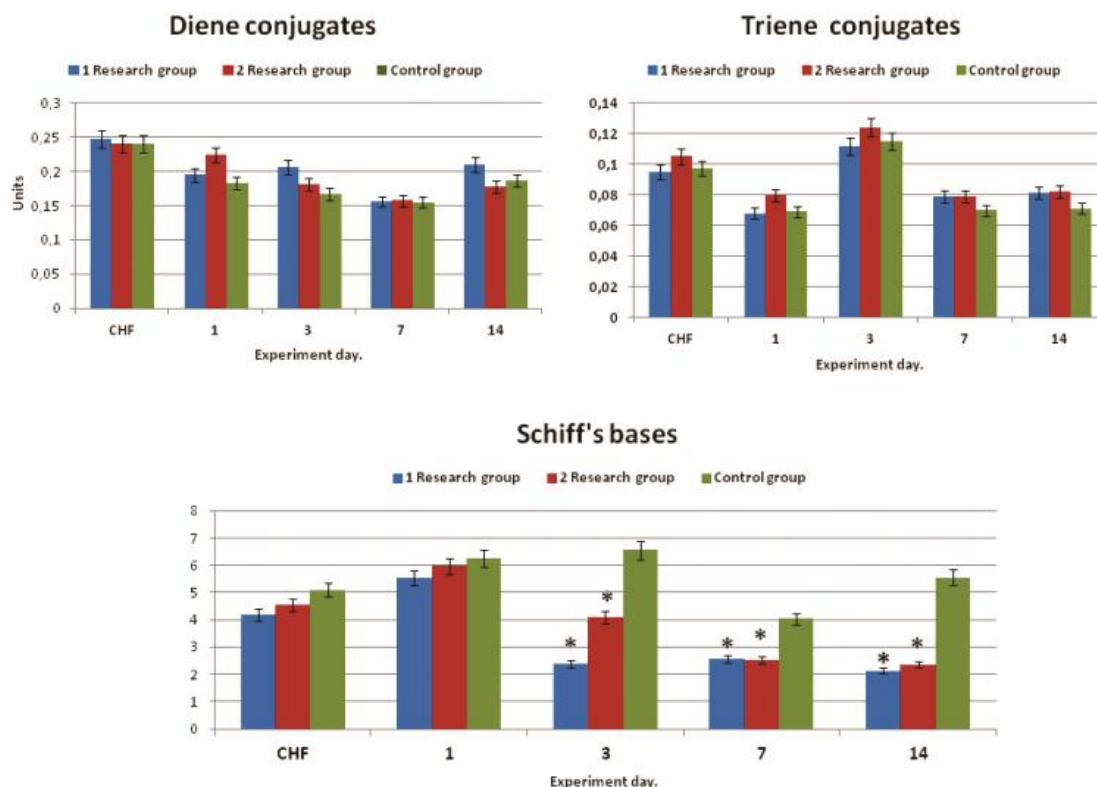 Diene conjugates
1 Research group 2 Research group Control group
0,3
0,25
0,2
0,15
0,1
0,05
0
Units
CHF 1 3 7 14
Experiment day.
Triene conjugates
1 Research group 2 Research group Control group
0,14
0,12
0,1
0,08
0,06
0,04
0,02
0
CHF 1 3 7 14
Experiment day.
Schiff's bases
1 Research group 2 Research group Control group
8
7
6
5
4
3
2
1
0
* * * * * *
CHF 1 3 7 14
Experiment day.